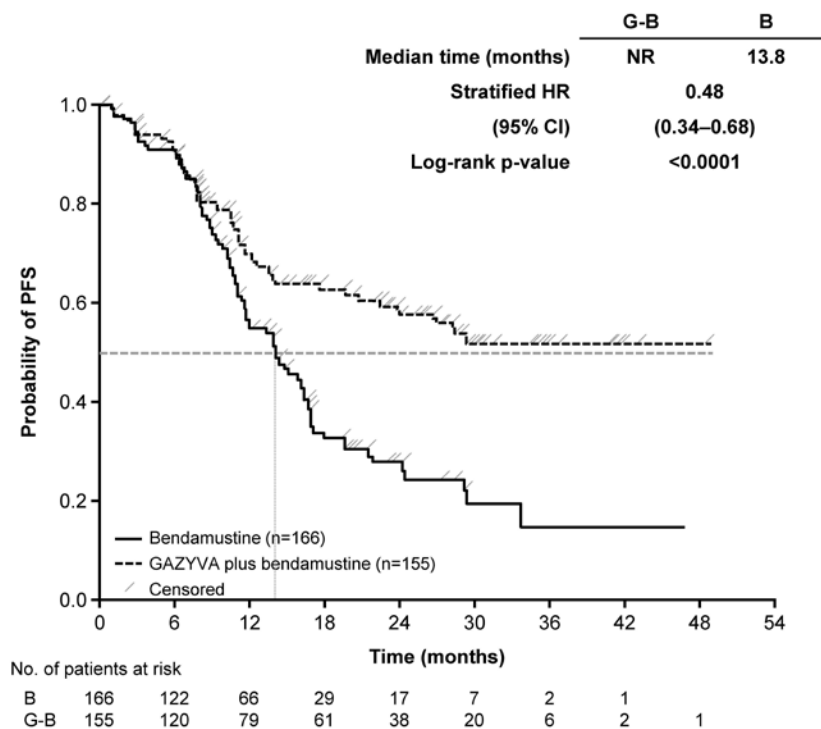 G-B B
Median time (months) NR 13.8
Stratified HR 0.48
(95% CI) (0.34–0.68)
Log-rank p-value <0.0001
Probability of PFS
1.0
0.8
0.6
0.4
0.2
0.0
Bendamustine (n=166)
GAZYVA plus bendamustine (n=155)
Censored
0 6 12 18 24 30 36 42 48 54
Time (months)
No. of patients at risk
B 166 122 66 29 17 7 2 1
G-B 155 120 79 61 38 20 6 2 1